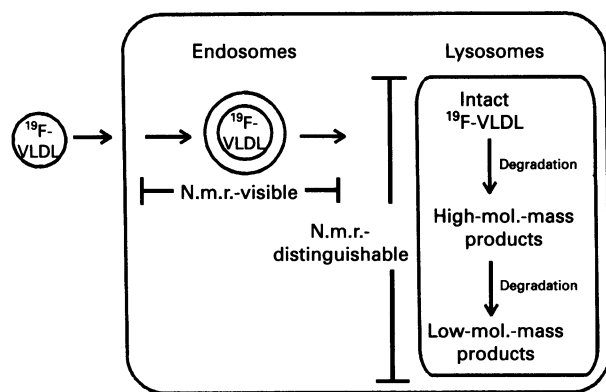 Endosomes
Lysosomes
¹⁹F-
VLDL
¹⁹F-
VLDL
N.m.r.-visible
N.m.r.-
distinguishable
Intact
¹⁹F-VLDL
Degradation
High-mol.-mass
products
Degradation
Low-mol.-mass
products